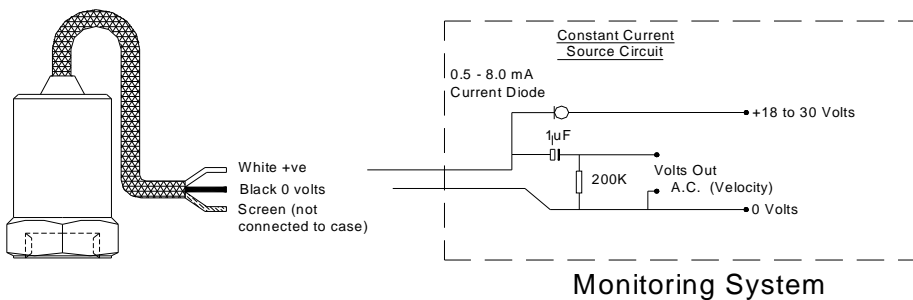 Constant Current
Source Circuit
0.5 - 8.0 mA
Current Diode
+18 to 30 Volts
1uF
White +ve
Volts Out
200K
Black 0 volts
A.C. (Velocity)
Screen (not
connected to case)
0 Volts
Monitoring System